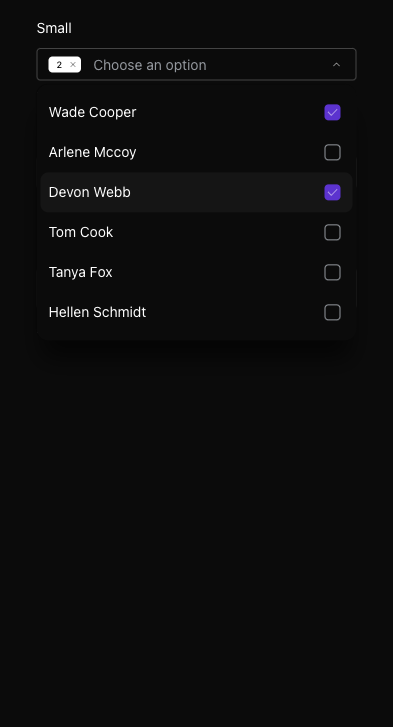 Small
2 × Choose an option
Wade Cooper
Arlene Mccoy
Devon Webb
Tom Cook
Tanya Fox
Hellen Schmidt